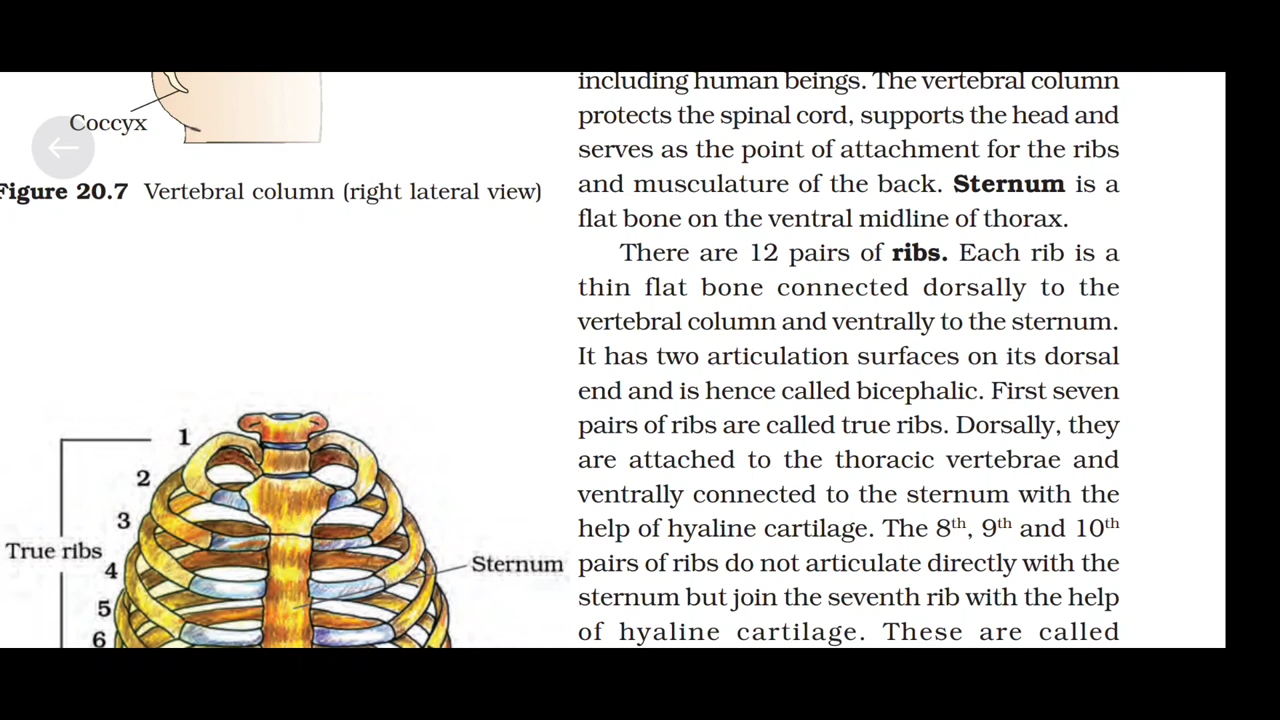 Coccyx
Figure 20.7 Vertebral column (right lateral view)
1
2
3
True ribs
4
Sternum
5
6
including human beings. The vertebral column
protects the spinal cord, supports the head and
serves as the point of attachment for the ribs
and musculature of the back. Sternum is a
flat bone on the ventral midline of thorax.
There are 12 pairs of ribs. Each rib is a
thin flat bone connected dorsally to the
vertebral column and ventrally to the sternum.
It has two articulation surfaces on its dorsal
end and is hence called bicephalic. First seven
pairs of ribs are called true ribs. Dorsally, they
are attached to the thoracic vertebrae and
ventrally connected to the sternum with the
help of hyaline cartilage. The 8th, 9th and 10th
pairs of ribs do not articulate directly with the
sternum but join the seventh rib with the help
of hyaline cartilage. These are called